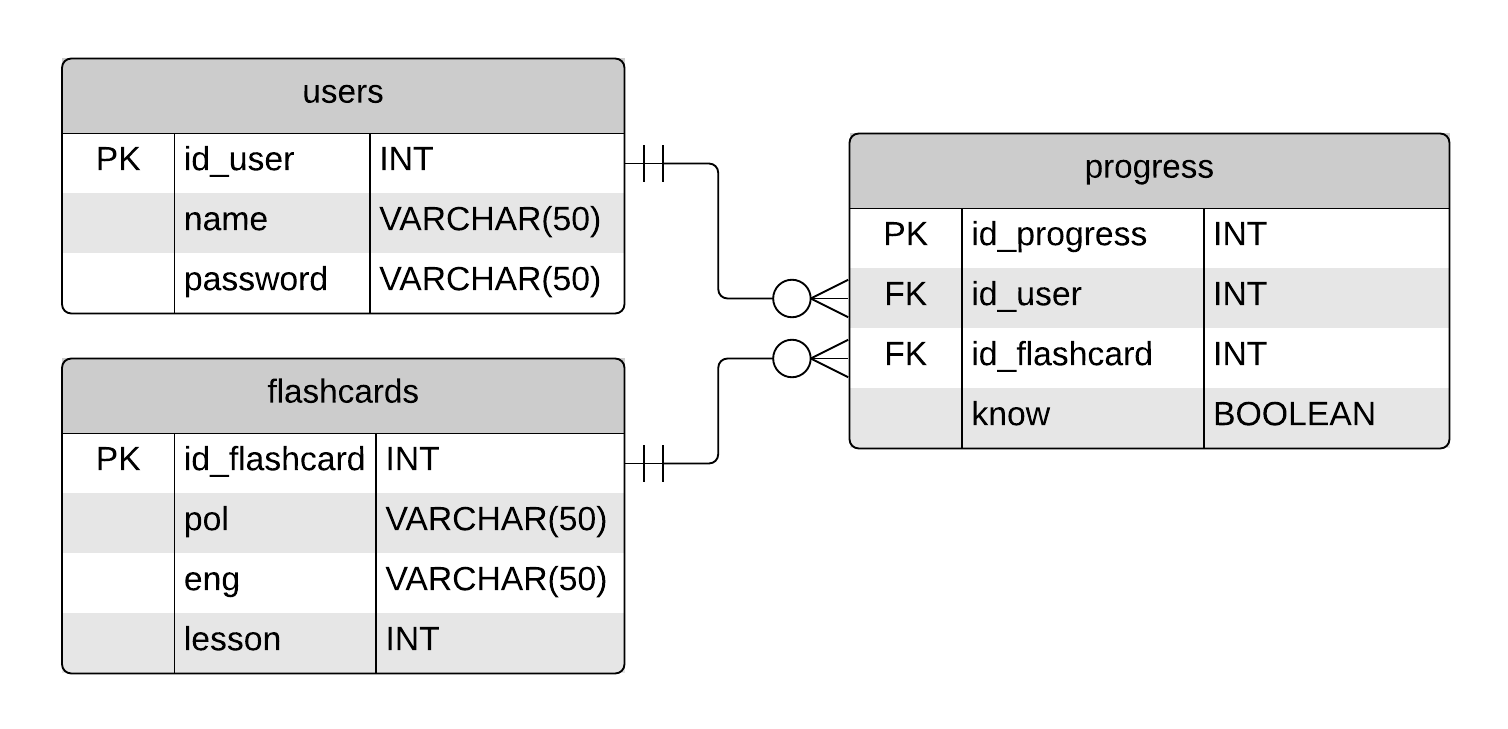 users
PK id_user INT
name VARCHAR(50)
password VARCHAR(50)
progress
PK id_progress INT
FK id_user INT
FK id_flashcard INT
know BOOLEAN
flashcards
PK id_flashcard INT
pol VARCHAR(50)
eng VARCHAR(50)
lesson INT